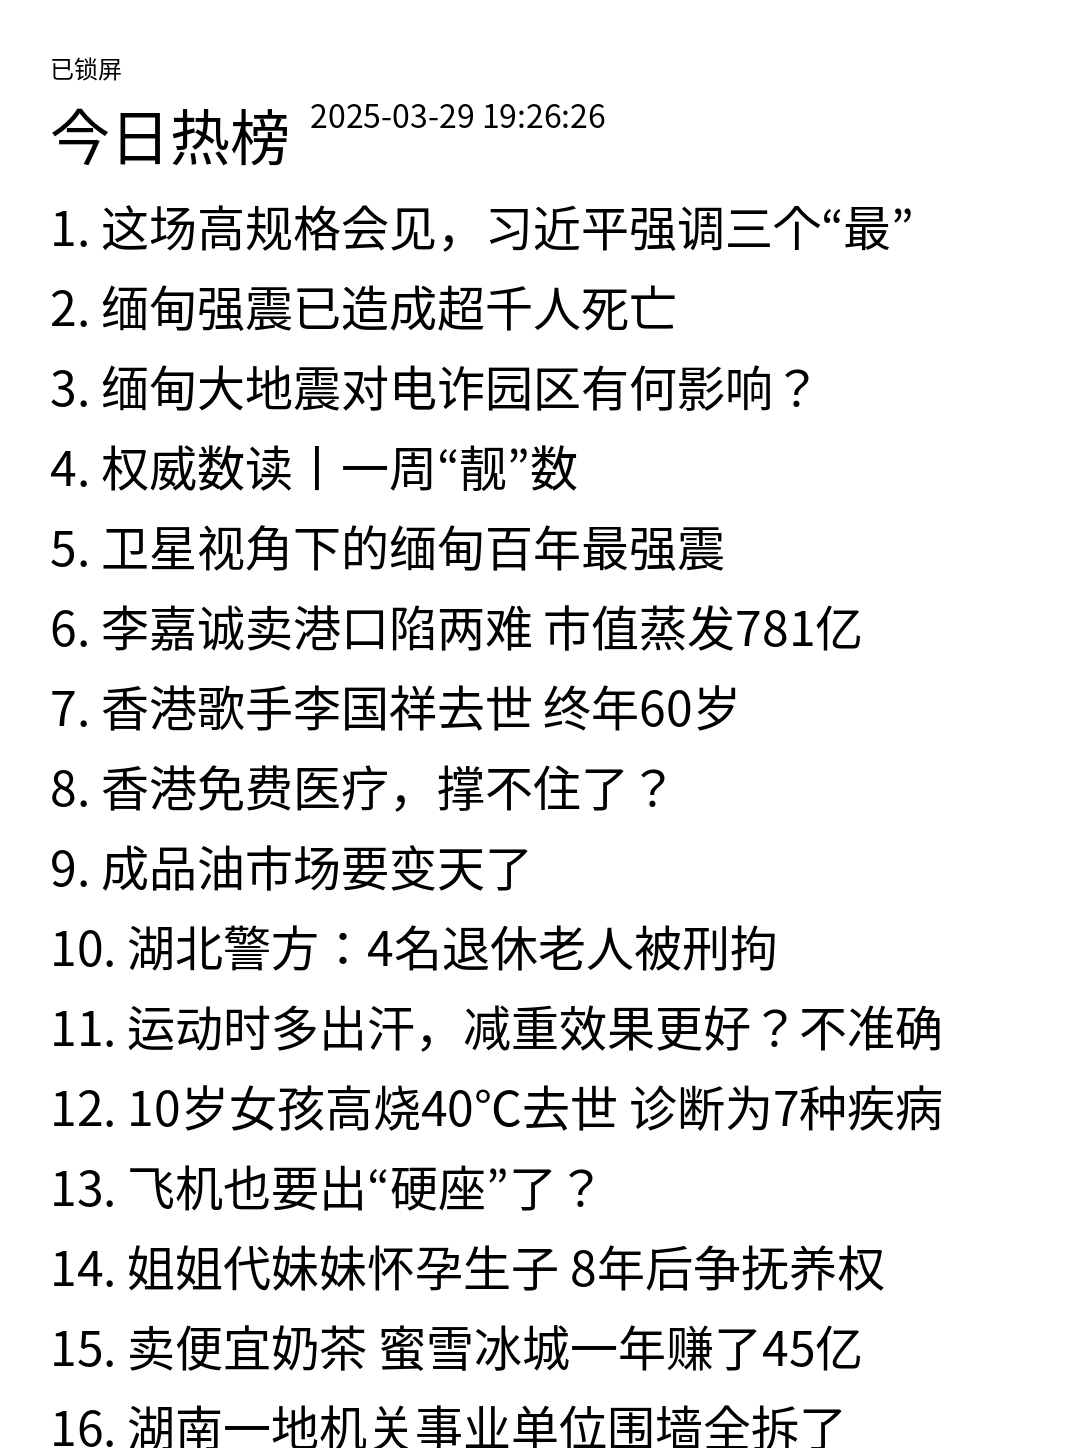 已锁屏
今日热榜 2025-03-29 19:26:26
1. 这场高规格会见，习近平强调三个“最”
2. 缅甸强震已造成超千人死亡
3. 缅甸大地震对电诈园区有何影响？
4. 权威数读丨一周“靓”数
5. 卫星视角下的缅甸百年最强震
6. 李嘉诚卖港口陷两难 市值蒸发781亿
7. 香港歌手李国祥去世 终年60岁
8. 香港免费医疗，撑不住了？
9. 成品油市场要变天了
10. 湖北警方：4名退休老人被刑拘
11. 运动时多出汗，减重效果更好？不准确
12. 10岁女孩高烧40℃去世 诊断为7种疾病
13. 飞机也要出“硬座”了？
14. 姐姐代妹妹怀孕生子 8年后争抚养权
15. 卖便宜奶茶 蜜雪冰城一年赚了45亿
16. 湖南一地机关事业单位围墙全拆了